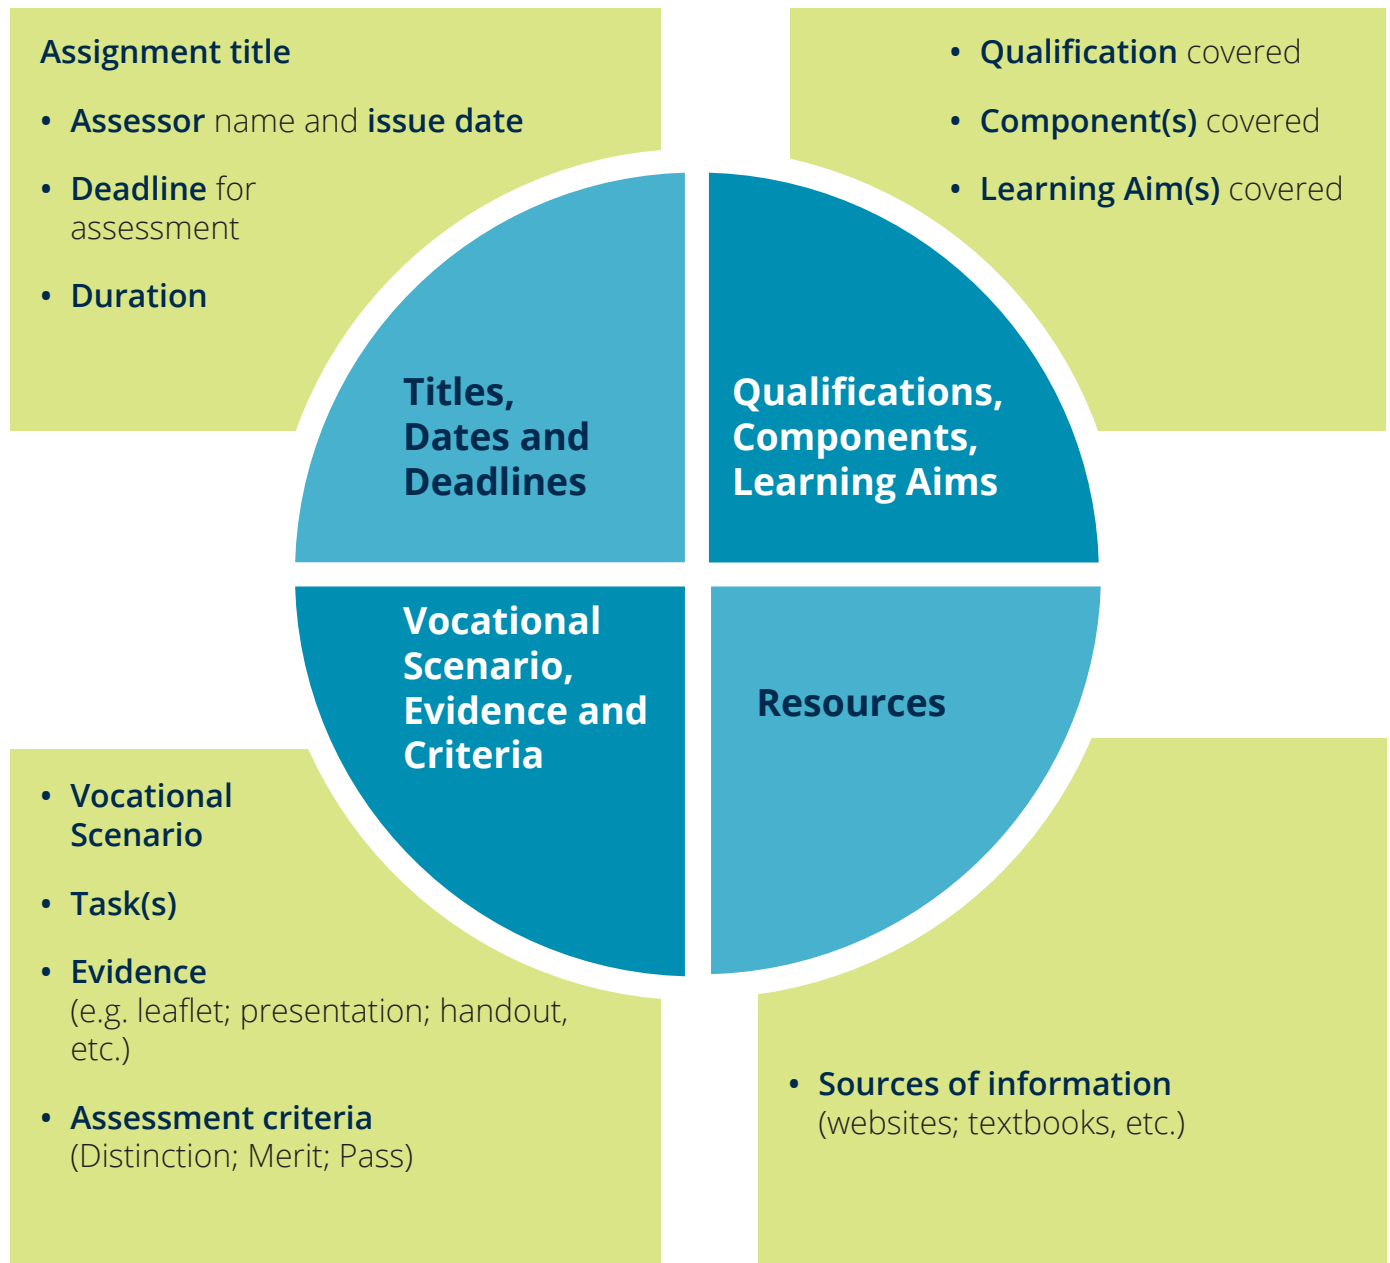 Assignment title
• Assessor name and issue date
• Deadline for
assessment
• Duration
• Qualification covered
• Component(s) covered
• Learning Aim(s) covered
Titles,
Dates and
Deadlines
Qualifications,
Components,
Learning Aims
Vocational
Scenario,
Evidence and
Criteria
Resources
• Vocational
Scenario
• Task(s)
• Evidence
(e.g. leaflet; presentation; handout,
etc.)
• Assessment criteria
(Distinction; Merit; Pass)
• Sources of information
(websites; textbooks, etc.)